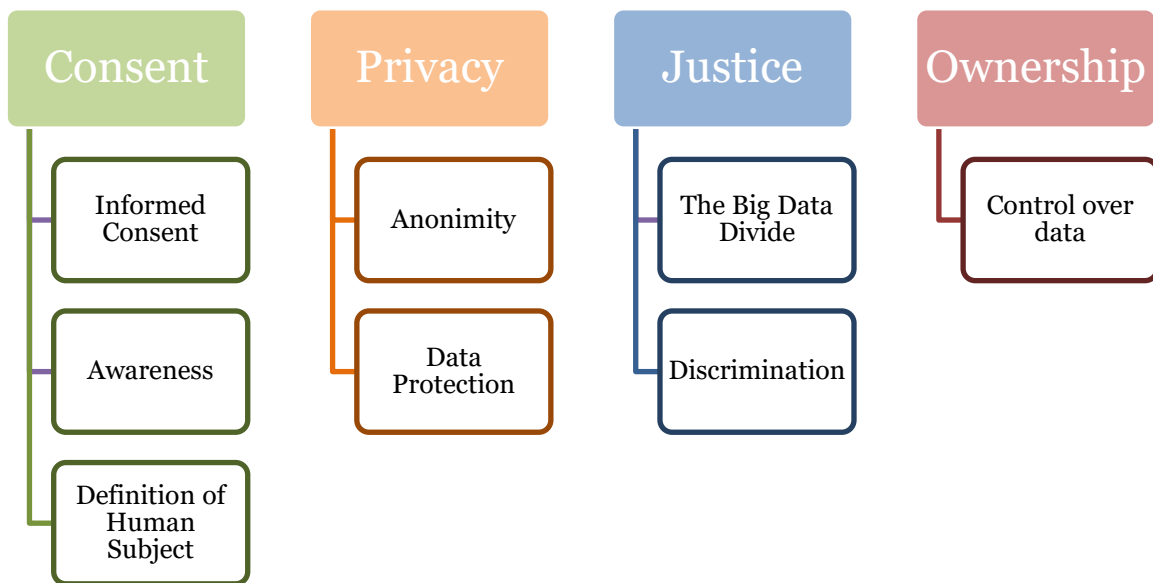 Consent
Informed
Consent
Awareness
Definition of
Human
Subject
Privacy
Anonimity
Data
Protection
Justice
The Big Data
Divide
Discrimination
Ownership
Control over
data